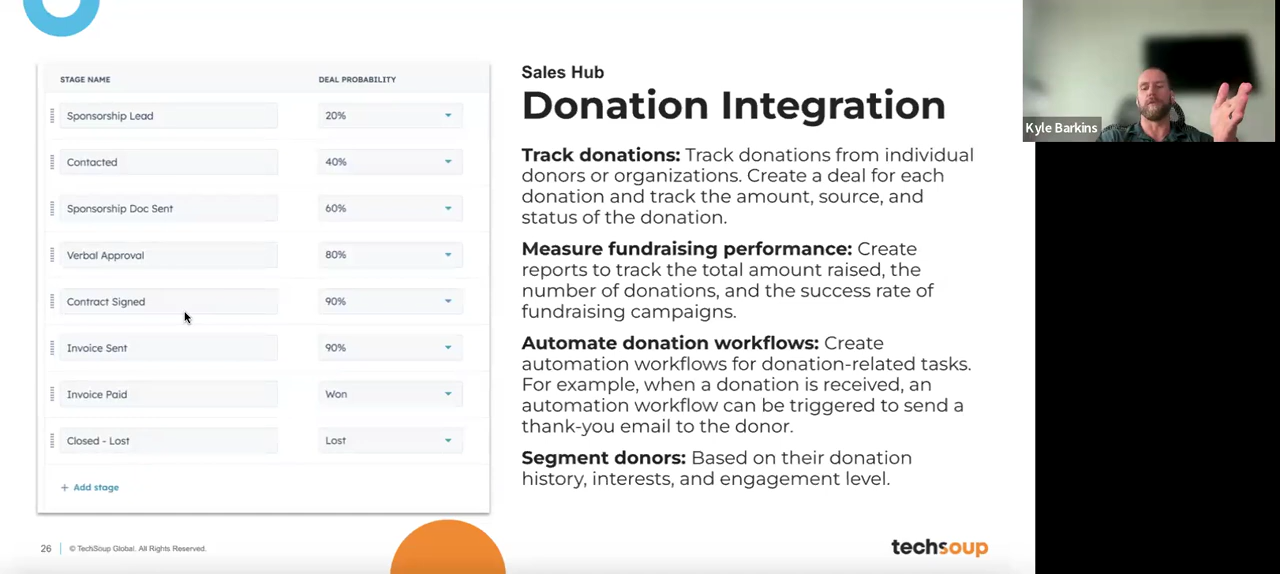 STAGE NAME DEAL PROBABILITY
Sponsorship Lead 20%
Contacted 40%
Sponsorship Doc Sent 60%
Verbal Approval 80%
Contract Signed 90%
Invoice Sent 90%
Invoice Paid Won
Closed - Lost Lost
+ Add stage
Sales Hub
Donation Integration
Track donations: Track donations from individual
donors or organizations. Create a deal for each
donation and track the amount, source, and
status of the donation.
Measure fundraising performance: Create
reports to track the total amount raised, the
number of donations, and the success rate of
fundraising campaigns.
Automate donation workflows: Create
automation workflows for donation-related tasks.
For example, when a donation is received, an
automation workflow can be triggered to send a
thank-you email to the donor.
Segment donors: Based on their donation
history, interests, and engagement level.
26 | © TechSoup Global. All Rights Reserved.
techsoup
Kyle Barkins